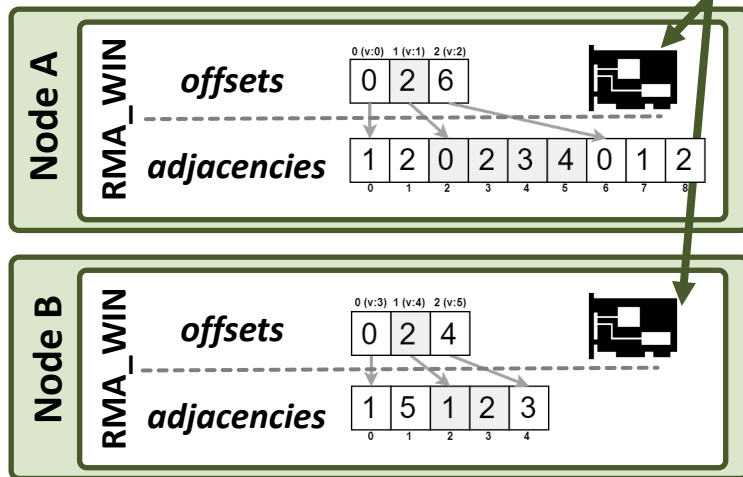 Node A
RMA_WIN
0 (v:0) 1 (v:1) 2 (v:2)
offsets 0 2 6
adjacencies 1 2 0 2 3 4 0 1 2
0 1 2 3 4 5 6 7 8
Node B
RMA_WIN
0 (v:3) 1 (v:4) 2 (v:5)
offsets 0 2 4
adjacencies 1 5 1 2 3
0 1 2 3 4